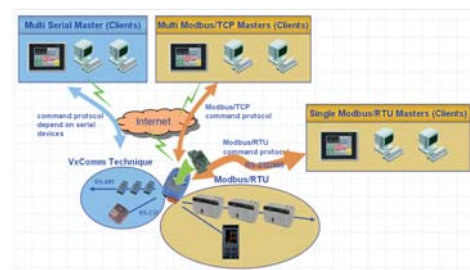 Multi Serial Master (Clients)
Multi Modbus/TCP Masters (Clients)
Internet
command protocol
depend on serial
devices
Modbus/TCP
command protocol
Single Modbus/RTU Masters (Clients)
Modbus/RTU
command protocol
VxComm Technique
Modbus/RTU
RS-485
RS-232